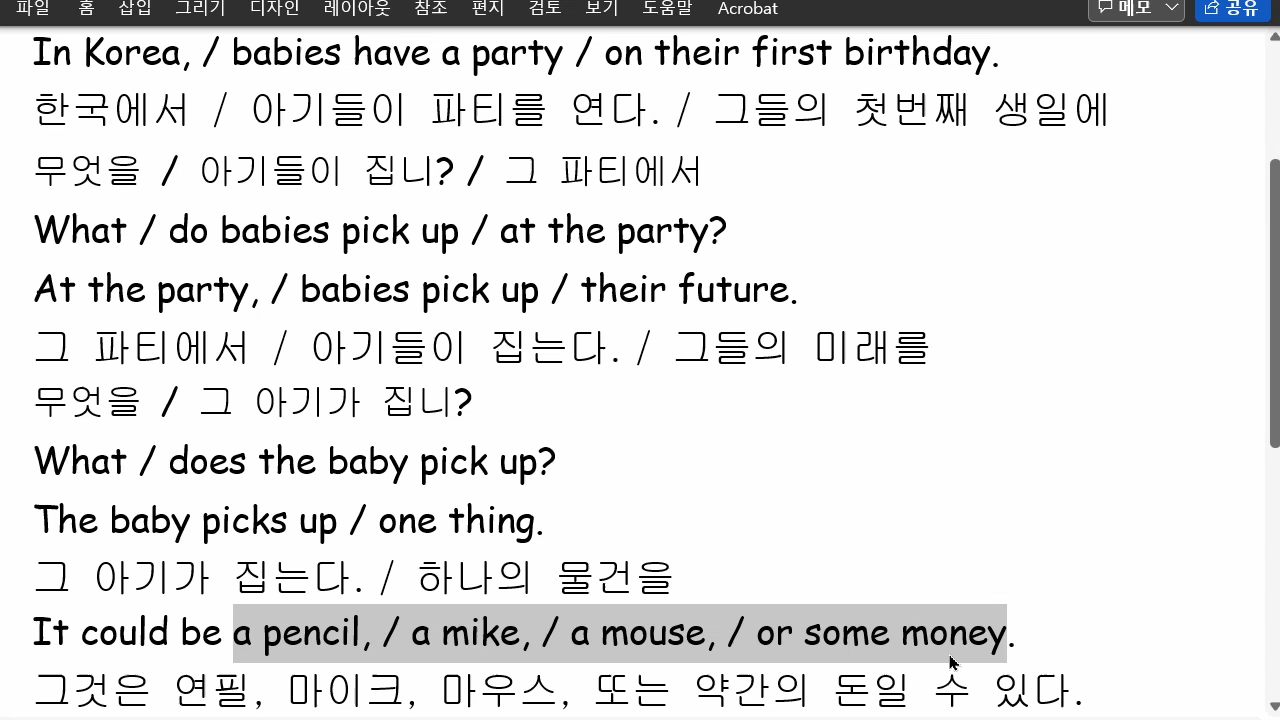 파일 홈 삽입 그리기 디자인 레이아웃 참조 편지 검토 보기 도움말 Acrobat 메모 공유
In Korea, / babies have a party / on their first birthday.
한국에서 / 아기들이 파티를 연다. / 그들의 첫번째 생일에
무엇을 / 아기들이 집니? / 그 파티에서
What / do babies pick up / at the party?
At the party, / babies pick up / their future.
그 파티에서 / 아기들이 집는다. / 그들의 미래를
무엇을 / 그 아기가 집니?
What / does the baby pick up?
The baby picks up / one thing.
그 아기가 집는다. / 하나의 물건을
It could be a pencil, / a mike, / a mouse, / or some money.
그것은 연필, 마이크, 마우스, 또는 약간의 돈일 수 있다.